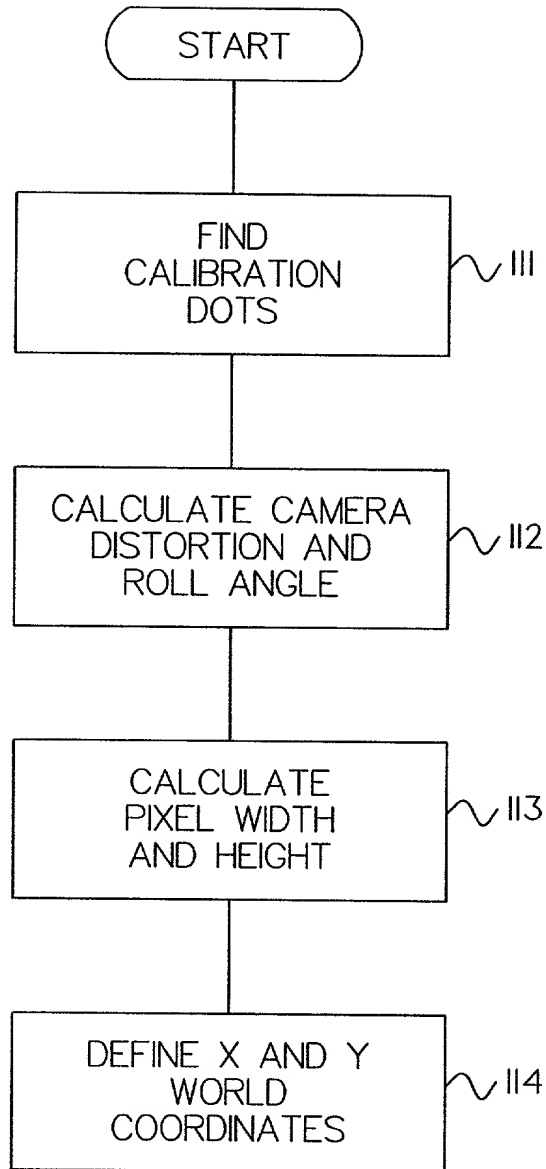 START
FIND
CALIBRATION
DOTS
111
CALCULATE CAMERA
DISTORTION AND
ROLL ANGLE
112
CALCULATE
PIXEL WIDTH
AND HEIGHT
113
DEFINE X AND Y
WORLD
COORDINATES
114